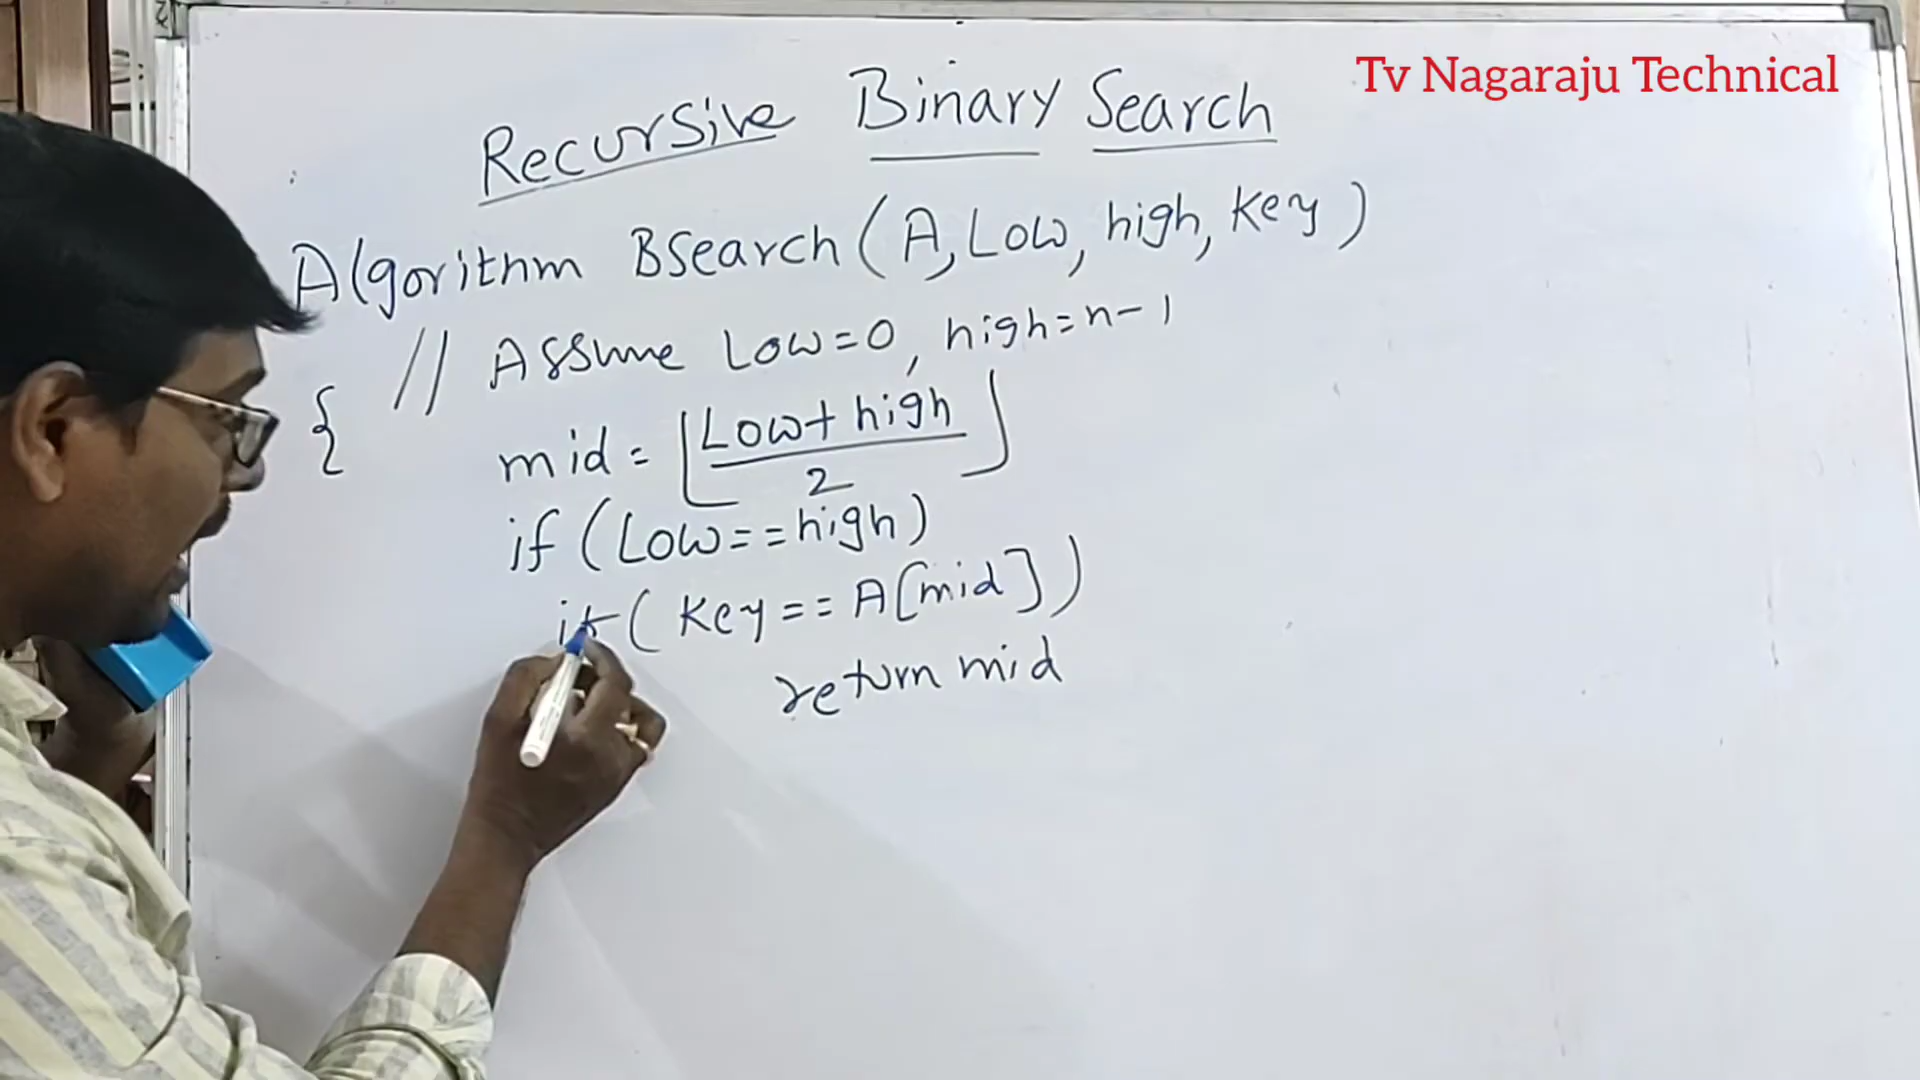 Tv Nagaraju Technical
Recursive Binary Search
Algorithm BSearch(A, Low, high, Key)
// Assume Low=0, high=n-1
{
mid = ⌊Low+high / 2⌋
if (Low==high)
if (Key==A[mid])
return mid